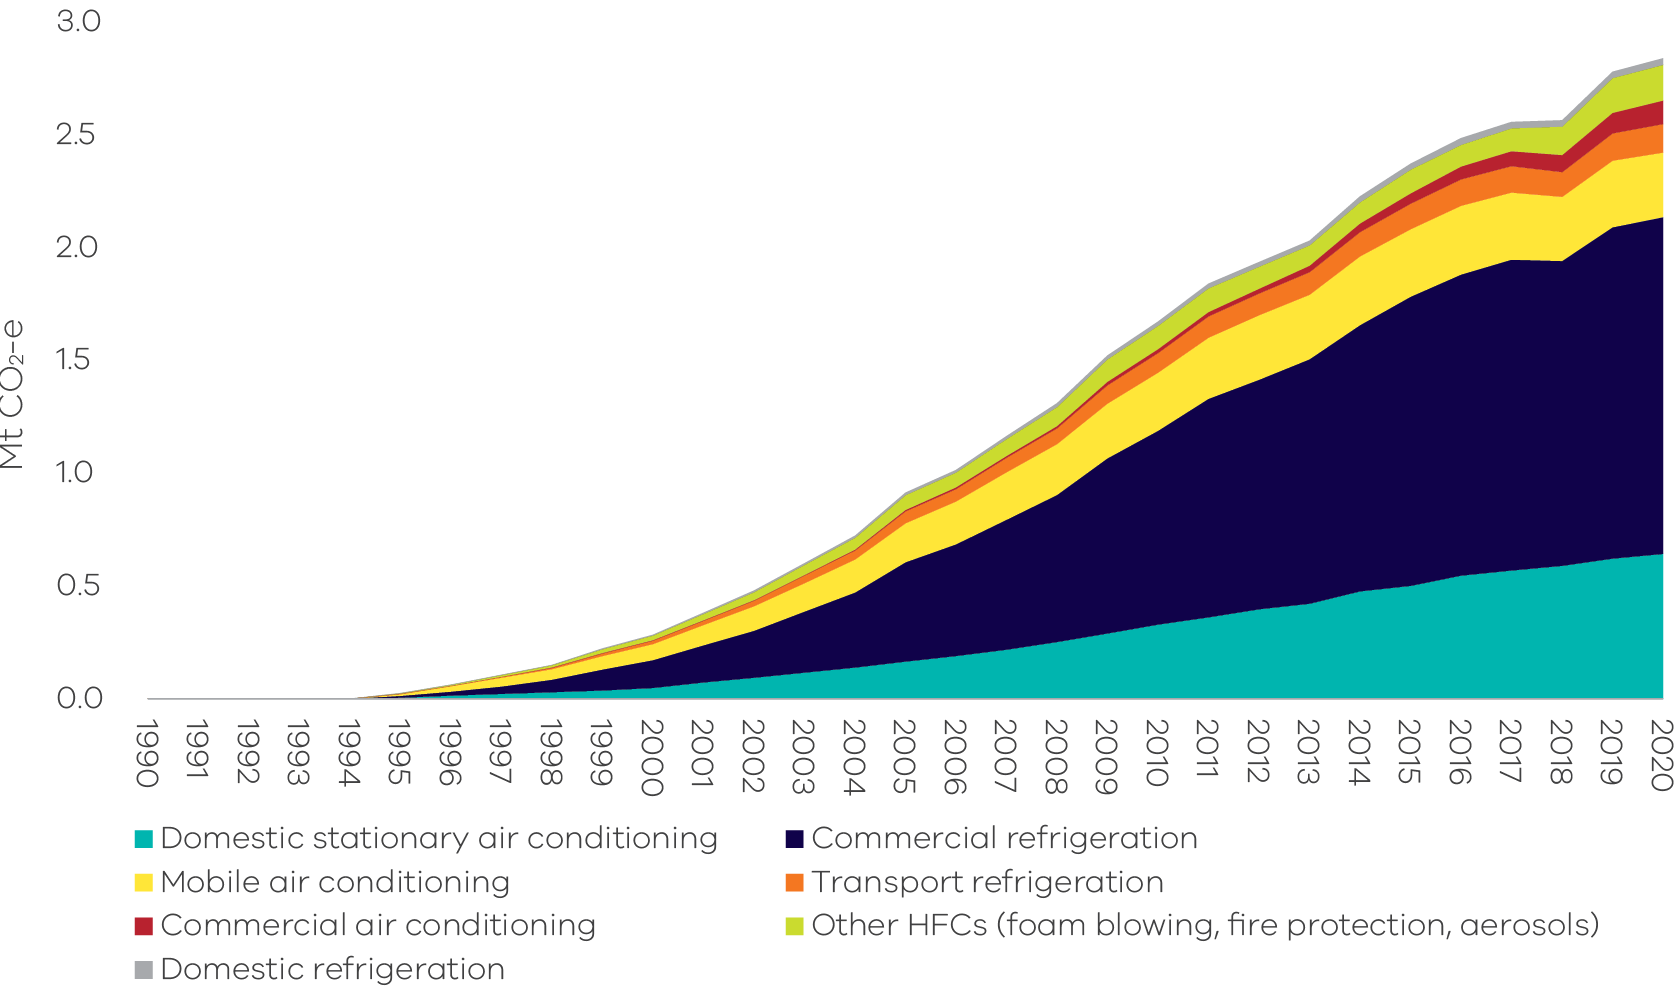 3.0
2.5
2.0
1.5
1.0
0.5
0.0
Mt CO₂-e
1990 1991 1992 1993 1994 1995 1996 1997 1998 1999 2000 2001 2002 2003 2004 2005 2006 2007 2008 2009 2010 2011 2012 2013 2014 2015 2016 2017 2018 2019 2020
Domestic stationary air conditioning
Commercial refrigeration
Mobile air conditioning
Transport refrigeration
Commercial air conditioning
Other HFCs (foam blowing, fire protection, aerosols)
Domestic refrigeration